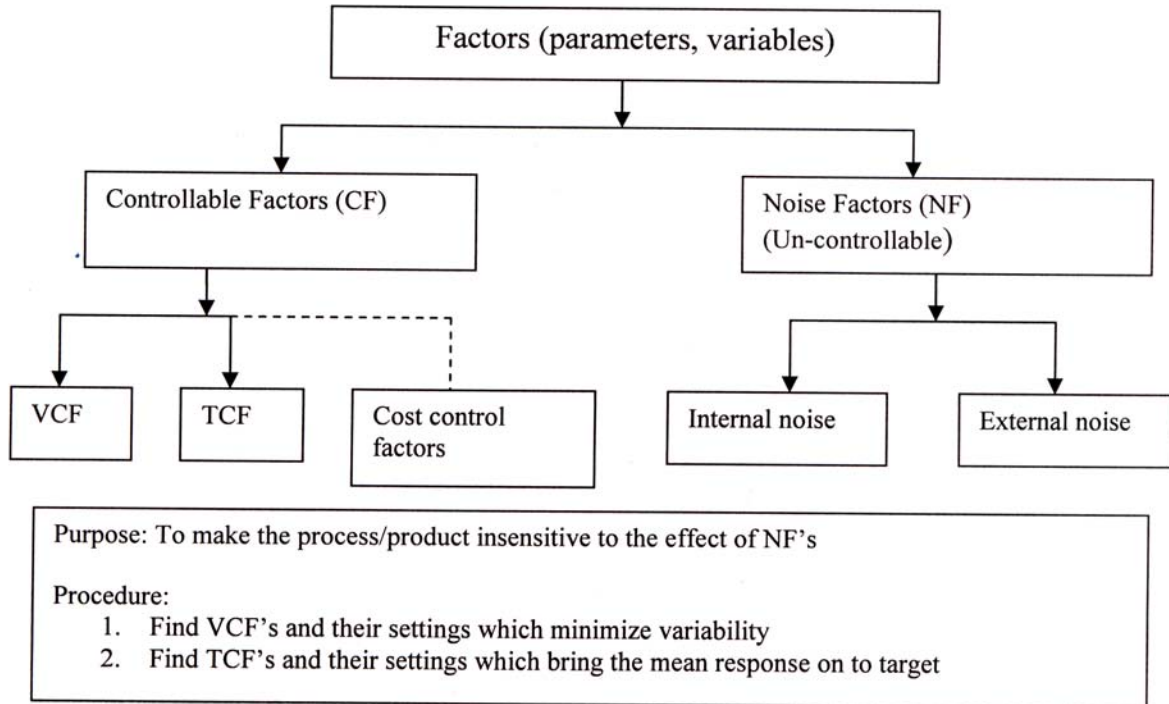 Factors (parameters, variables)
Controllable Factors (CF)
Noise Factors (NF)
(Un-controllable)
VCF
TCF
Cost control
factors
Internal noise
External noise
Purpose: To make the process/product insensitive to the effect of NF's
Procedure:
1. Find VCF's and their settings which minimize variability
2. Find TCF's and their settings which bring the mean response on to target